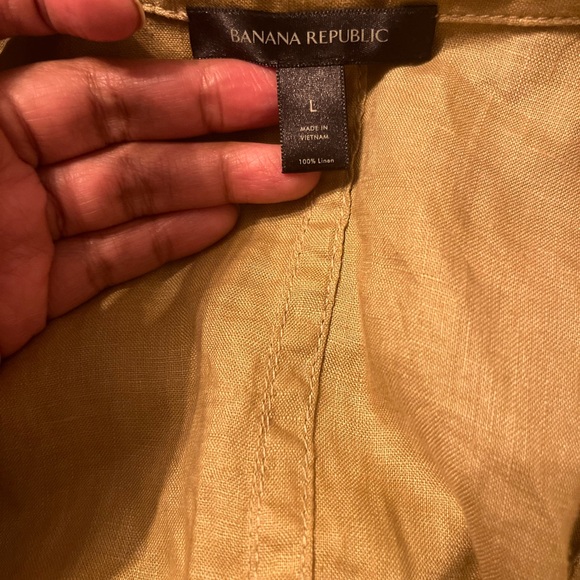 BANANA REPUBLIC
L
MADE IN
VIETNAM
100% Linen